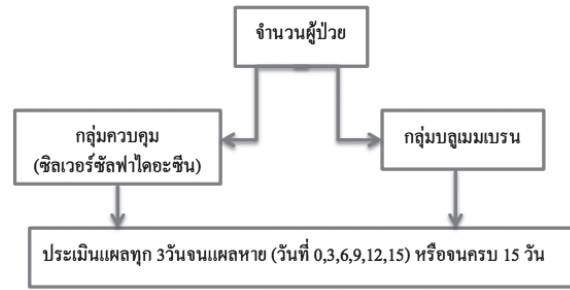 จำนวนผู้ป่วย
กลุ่มควบคุม
(ซิลเวอร์ซัลฟาไดอะซีน)
กลุ่มบลูเมมเบรน
ประเมินแผลทุก 3วันจนแผลหาย (วันที่ 0,3,6,9,12,15) หรือจนครบ 15 วัน